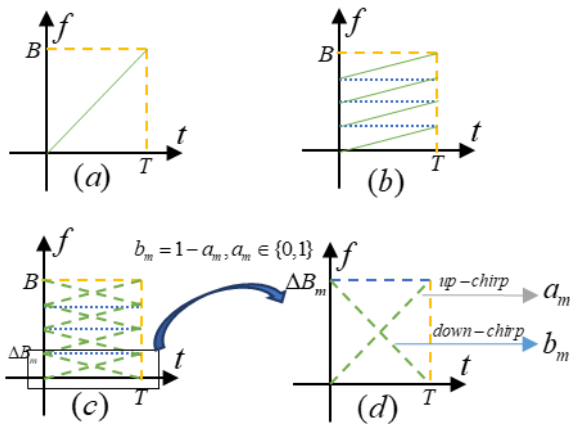 f
B
t
T
(a)
f
B
t
T
(b)
f
B
ΔB_m
t
T
(c)
b_m = 1 − a_m, a_m ∈ {0,1}
f
ΔB_m
up−chirp
a_m
down−chirp
b_m
t
T
(d)